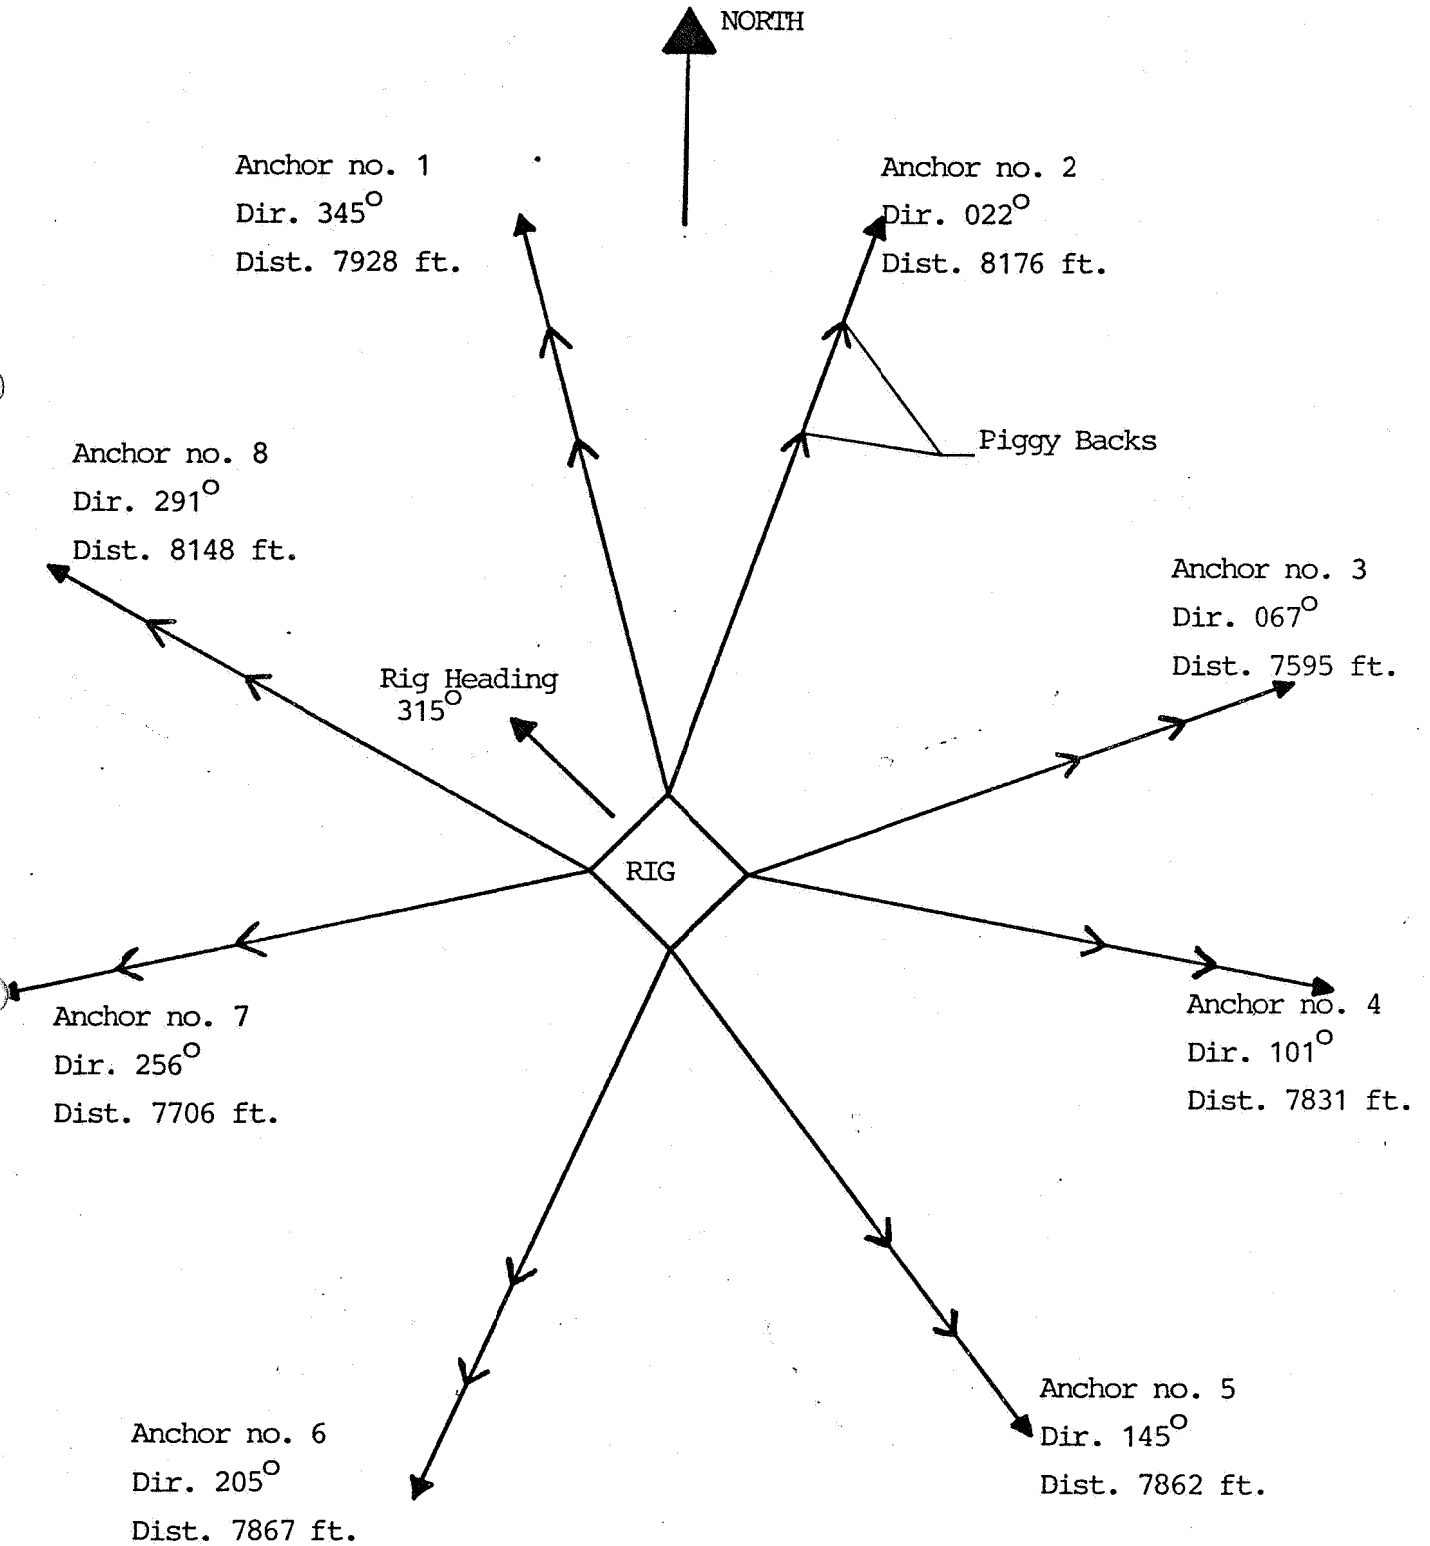 NORTH
Anchor no. 1
Dir. 345°
Dist. 7928 ft.
Anchor no. 2
Dir. 022°
Dist. 8176 ft.
Piggy Backs
Anchor no. 8
Dir. 291°
Dist. 8148 ft.
Anchor no. 3
Dir. 067°
Dist. 7595 ft.
Rig Heading
315°
RIG
Anchor no. 7
Dir. 256°
Dist. 7706 ft.
Anchor no. 4
Dir. 101°
Dist. 7831 ft.
Anchor no. 5
Dir. 145°
Dist. 7862 ft.
Anchor no. 6
Dir. 205°
Dist. 7867 ft.